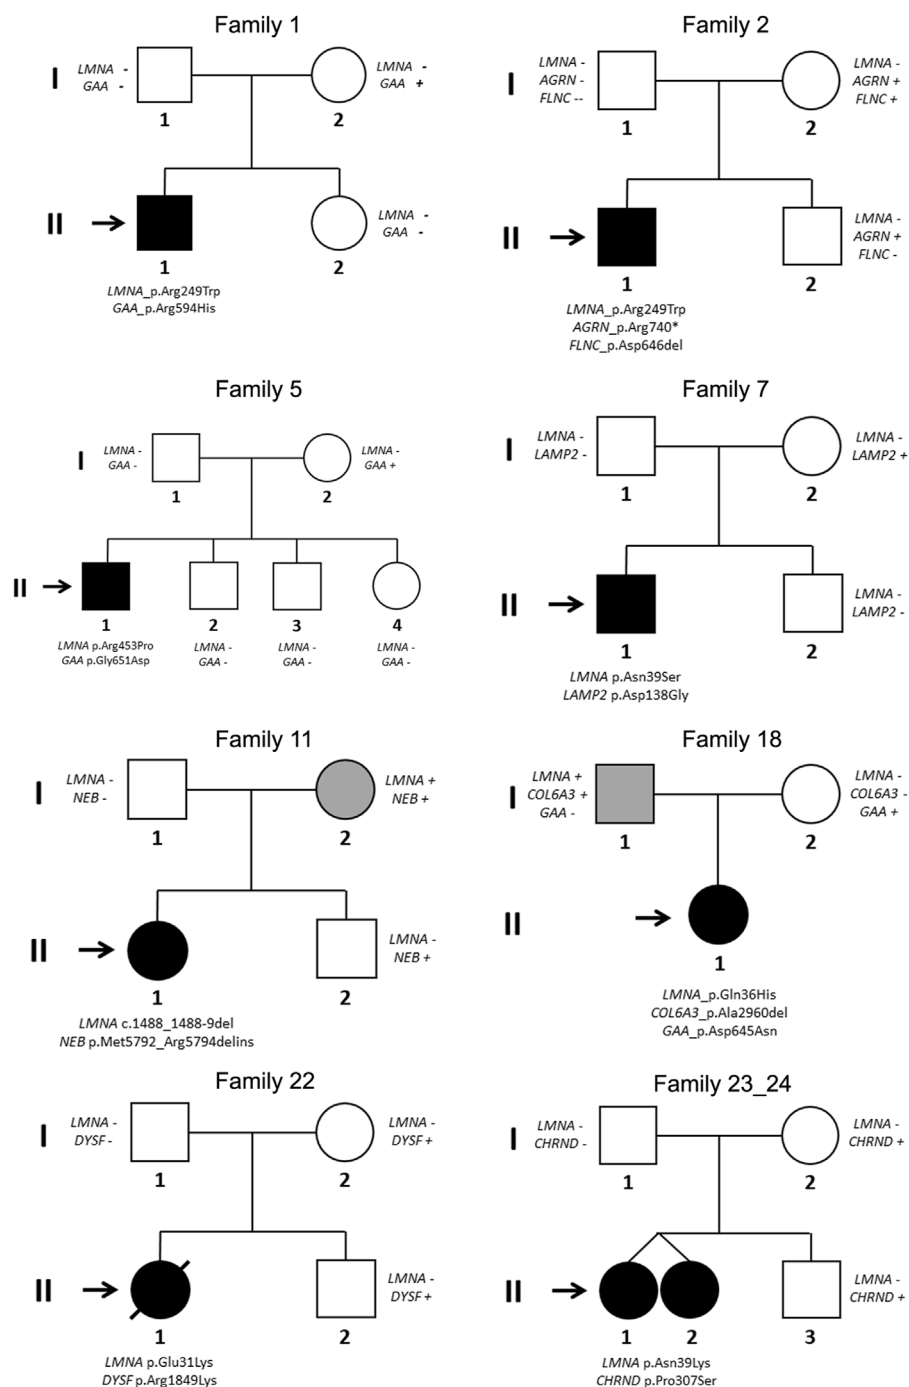 Family 1
I
LMNA -
GAA -
LMNA -
GAA +
1
2
II
LMNA -
GAA -
1
2
LMNA_p.Arg249Trp
GAA_p.Arg594His
Family 2
I
LMNA -
AGRN -
FLNC --
LMNA -
AGRN +
FLNC +
1
2
II
LMNA -
AGRN +
FLNC -
1
2
LMNA_p.Arg249Trp
AGRN_p.Arg740*
FLNC_p.Asp646del
Family 5
I
LMNA -
GAA -
LMNA -
GAA +
1
2
II
1
2
3
4
LMNA p.Arg453Pro
GAA p.Gly651Asp
LMNA -
GAA -
LMNA -
GAA -
LMNA -
GAA -
Family 7
I
LMNA -
LAMP2 -
LMNA -
LAMP2 +
1
2
II
LMNA -
LAMP2 -
1
2
LMNA p.Asn39Ser
LAMP2 p.Asp138Gly
Family 11
I
LMNA -
NEB -
LMNA +
NEB +
1
2
II
LMNA -
NEB +
1
2
LMNA c.1488_1488-9del
NEB p.Met5792_Arg5794delins
Family 18
I
LMNA +
COL6A3 +
GAA -
LMNA -
COL6A3 -
GAA +
1
2
II
1
LMNA_p.Gln36His
COL6A3_p.Ala2960del
GAA_p.Asp645Asn
Family 22
I
LMNA -
DYSF -
LMNA -
DYSF +
1
2
II
LMNA -
DYSF +
1
2
LMNA p.Glu31Lys
DYSF p.Arg1849Lys
Family 23_24
I
LMNA -
CHRND -
LMNA -
CHRND +
1
2
II
LMNA -
CHRND +
1
2
3
LMNA p.Asn39Lys
CHRND p.Pro307Ser